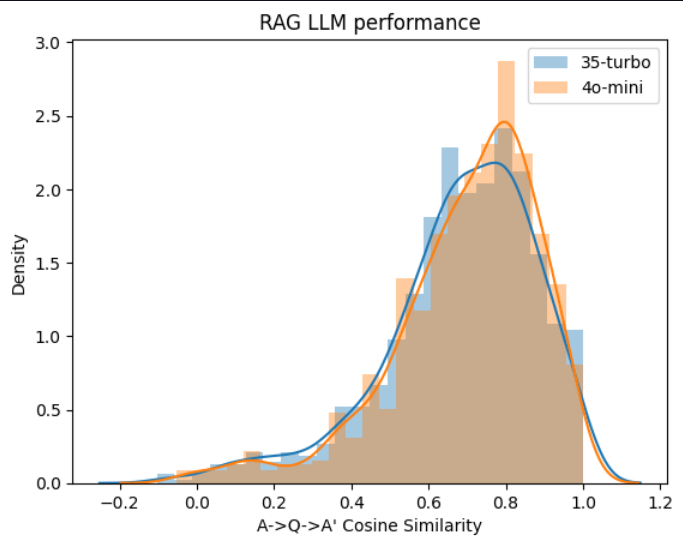 RAG LLM performance
35-turbo
4o-mini
3.0
2.5
2.0
1.5
1.0
0.5
0.0
Density
−0.2 0.0 0.2 0.4 0.6 0.8 1.0 1.2
A->Q->A' Cosine Similarity